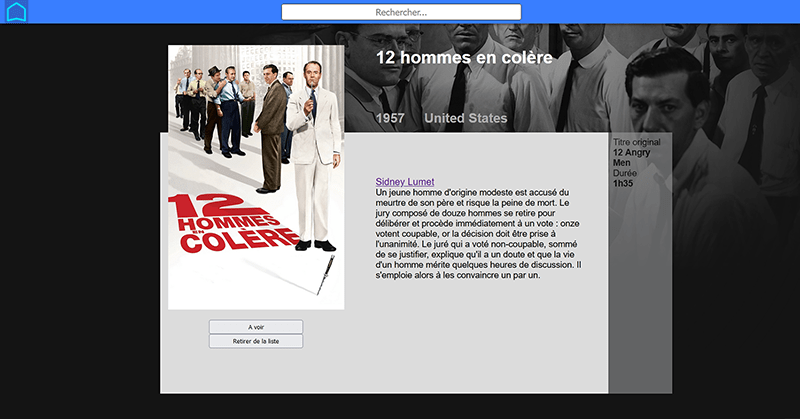 Rechercher...
12 hommes en colère
1957 United States
12
HOMMES
EN
COLÈRE
A voir
Retirer de la liste
Sidney Lumet
Un jeune homme d'origine modeste est accusé du
meurtre de son père et risque la peine de mort. Le
jury composé de douze hommes se retire pour
délibérer et procède immédiatement à un vote : onze
votent coupable, or la décision doit être prise à
l'unanimité. Le juré qui a voté non-coupable, sommé
de se justifier, explique qu'il a un doute et que la vie
d'un homme mérite quelques heures de discussion. Il
s'emploie alors à les convaincre un par un.
Titre original
12 Angry
Men
Durée
1h35